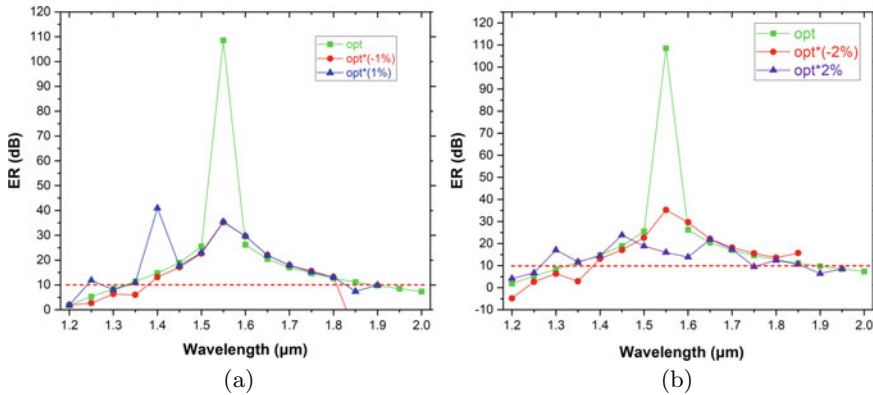 120
110
100
90
80
70
60
50
40
30
20
10
0
ER (dB)
opt
opt*(-1%)
opt*(1%)
1.2 1.3 1.4 1.5 1.6 1.7 1.8 1.9 2.0
Wavelength (µm)
(a)
120
110
100
90
80
70
60
50
40
30
20
10
0
-10
ER (dB)
opt
opt*(-2%)
opt*2%
1.2 1.3 1.4 1.5 1.6 1.7 1.8 1.9 2.0
Wavelength (µm)
(b)